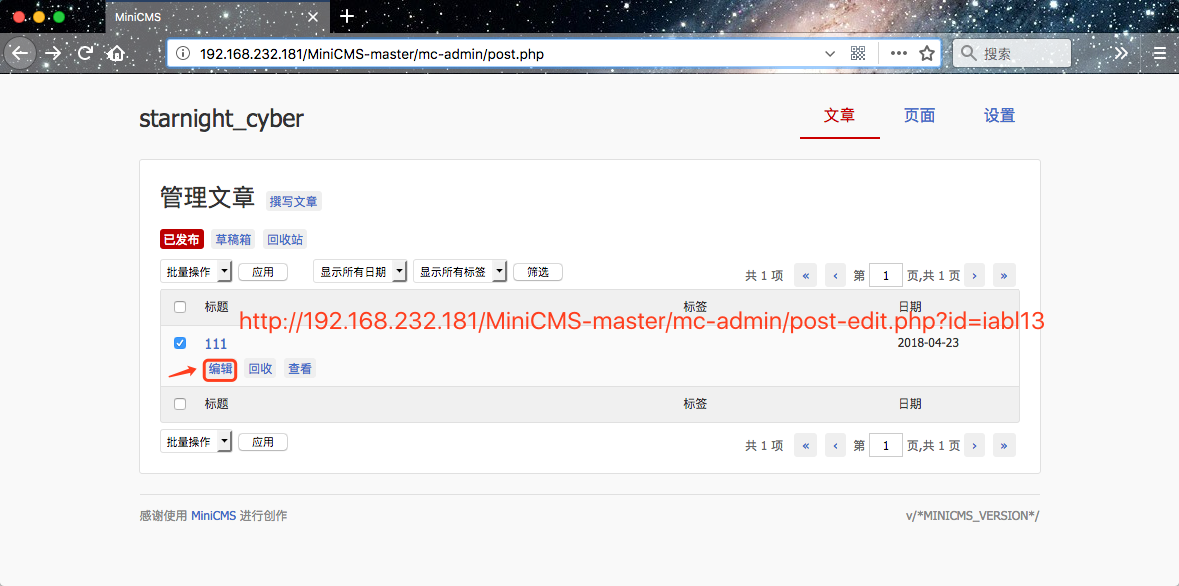 MiniCMS
192.168.232.181/MiniCMS-master/mc-admin/post.php
搜索
starnight_cyber
文章 页面 设置
管理文章 撰写文章
已发布 草稿箱 回收站
批量操作 应用 显示所有日期 显示所有标签 筛选 共 1 项 « ‹ 第 1 页,共 1 页 › »
标题 标签 日期
http://192.168.232.181/MiniCMS-master/mc-admin/post-edit.php?id=iabl13
111 2018-04-23
编辑 回收 查看
标题 标签 日期
批量操作 应用 共 1 项 « ‹ 第 1 页,共 1 页 › »
感谢使用 MiniCMS 进行创作 v/*MINICMS_VERSION*/